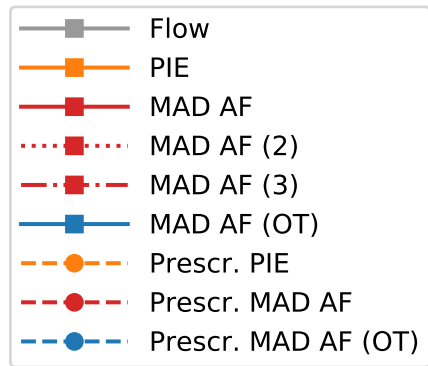 Flow
PIE
MAD AF
MAD AF (2)
MAD AF (3)
MAD AF (OT)
Prescr. PIE
Prescr. MAD AF
Prescr. MAD AF (OT)